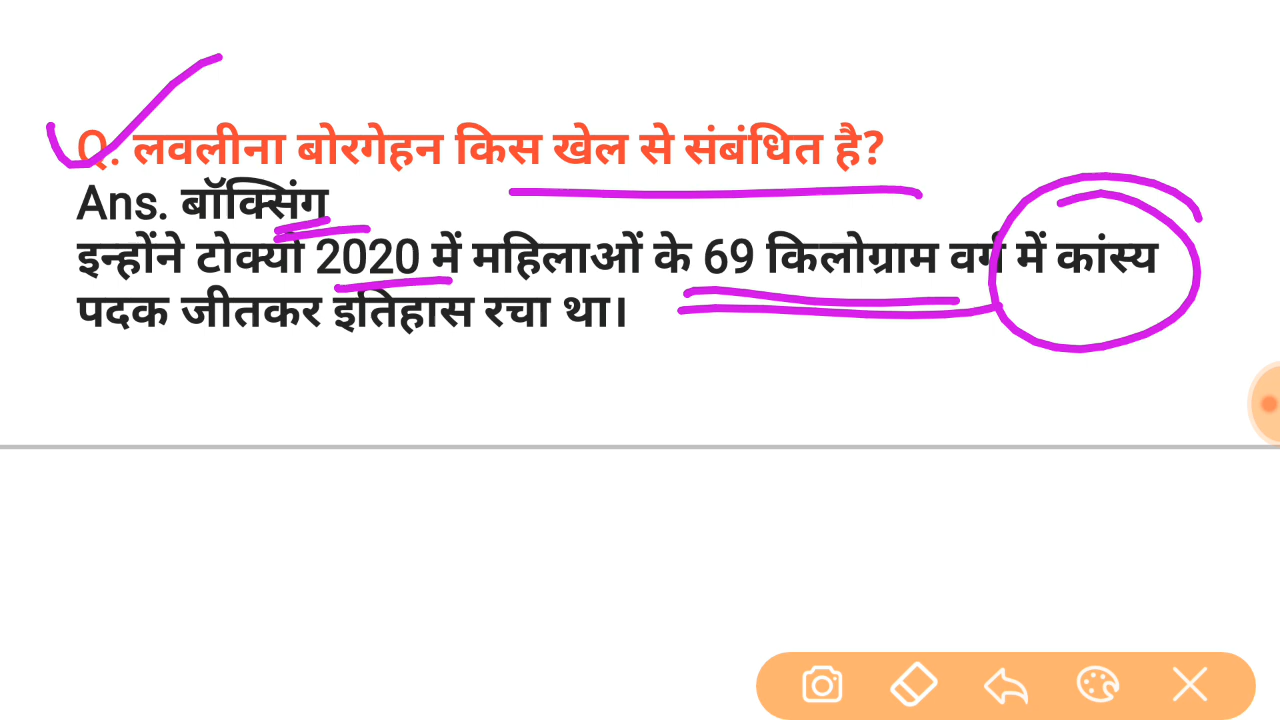 Q. लवलीना बोरगेहन किस खेल से संबंधित है?
Ans. बॉक्सिंग
इन्होंने टोक्यो 2020 में महिलाओं के 69 किलोग्राम वर्ग में कांस्य
पदक जीतकर इतिहास रचा था।